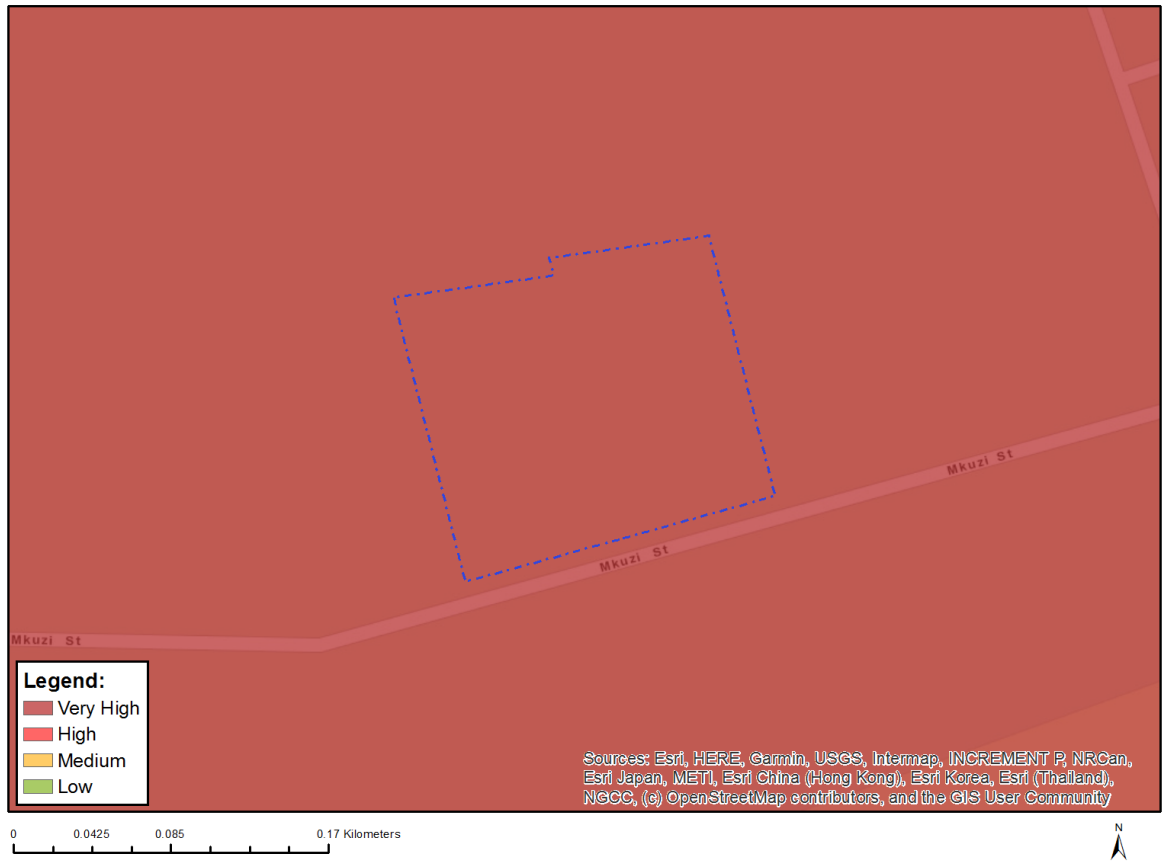 Mkuzi St
Mkuzi St
Mkuzi St
Legend:
Very High
High
Medium
Low
Sources: Esri, HERE, Garmin, USGS, Intermap, INCREMENT P, NRCan,
Esri Japan, METI, Esri China (Hong Kong), Esri Korea, Esri (Thailand),
NGCC, (c) OpenStreetMap contributors, and the GIS User Community
0 0.0425 0.085 0.17 Kilometers
N